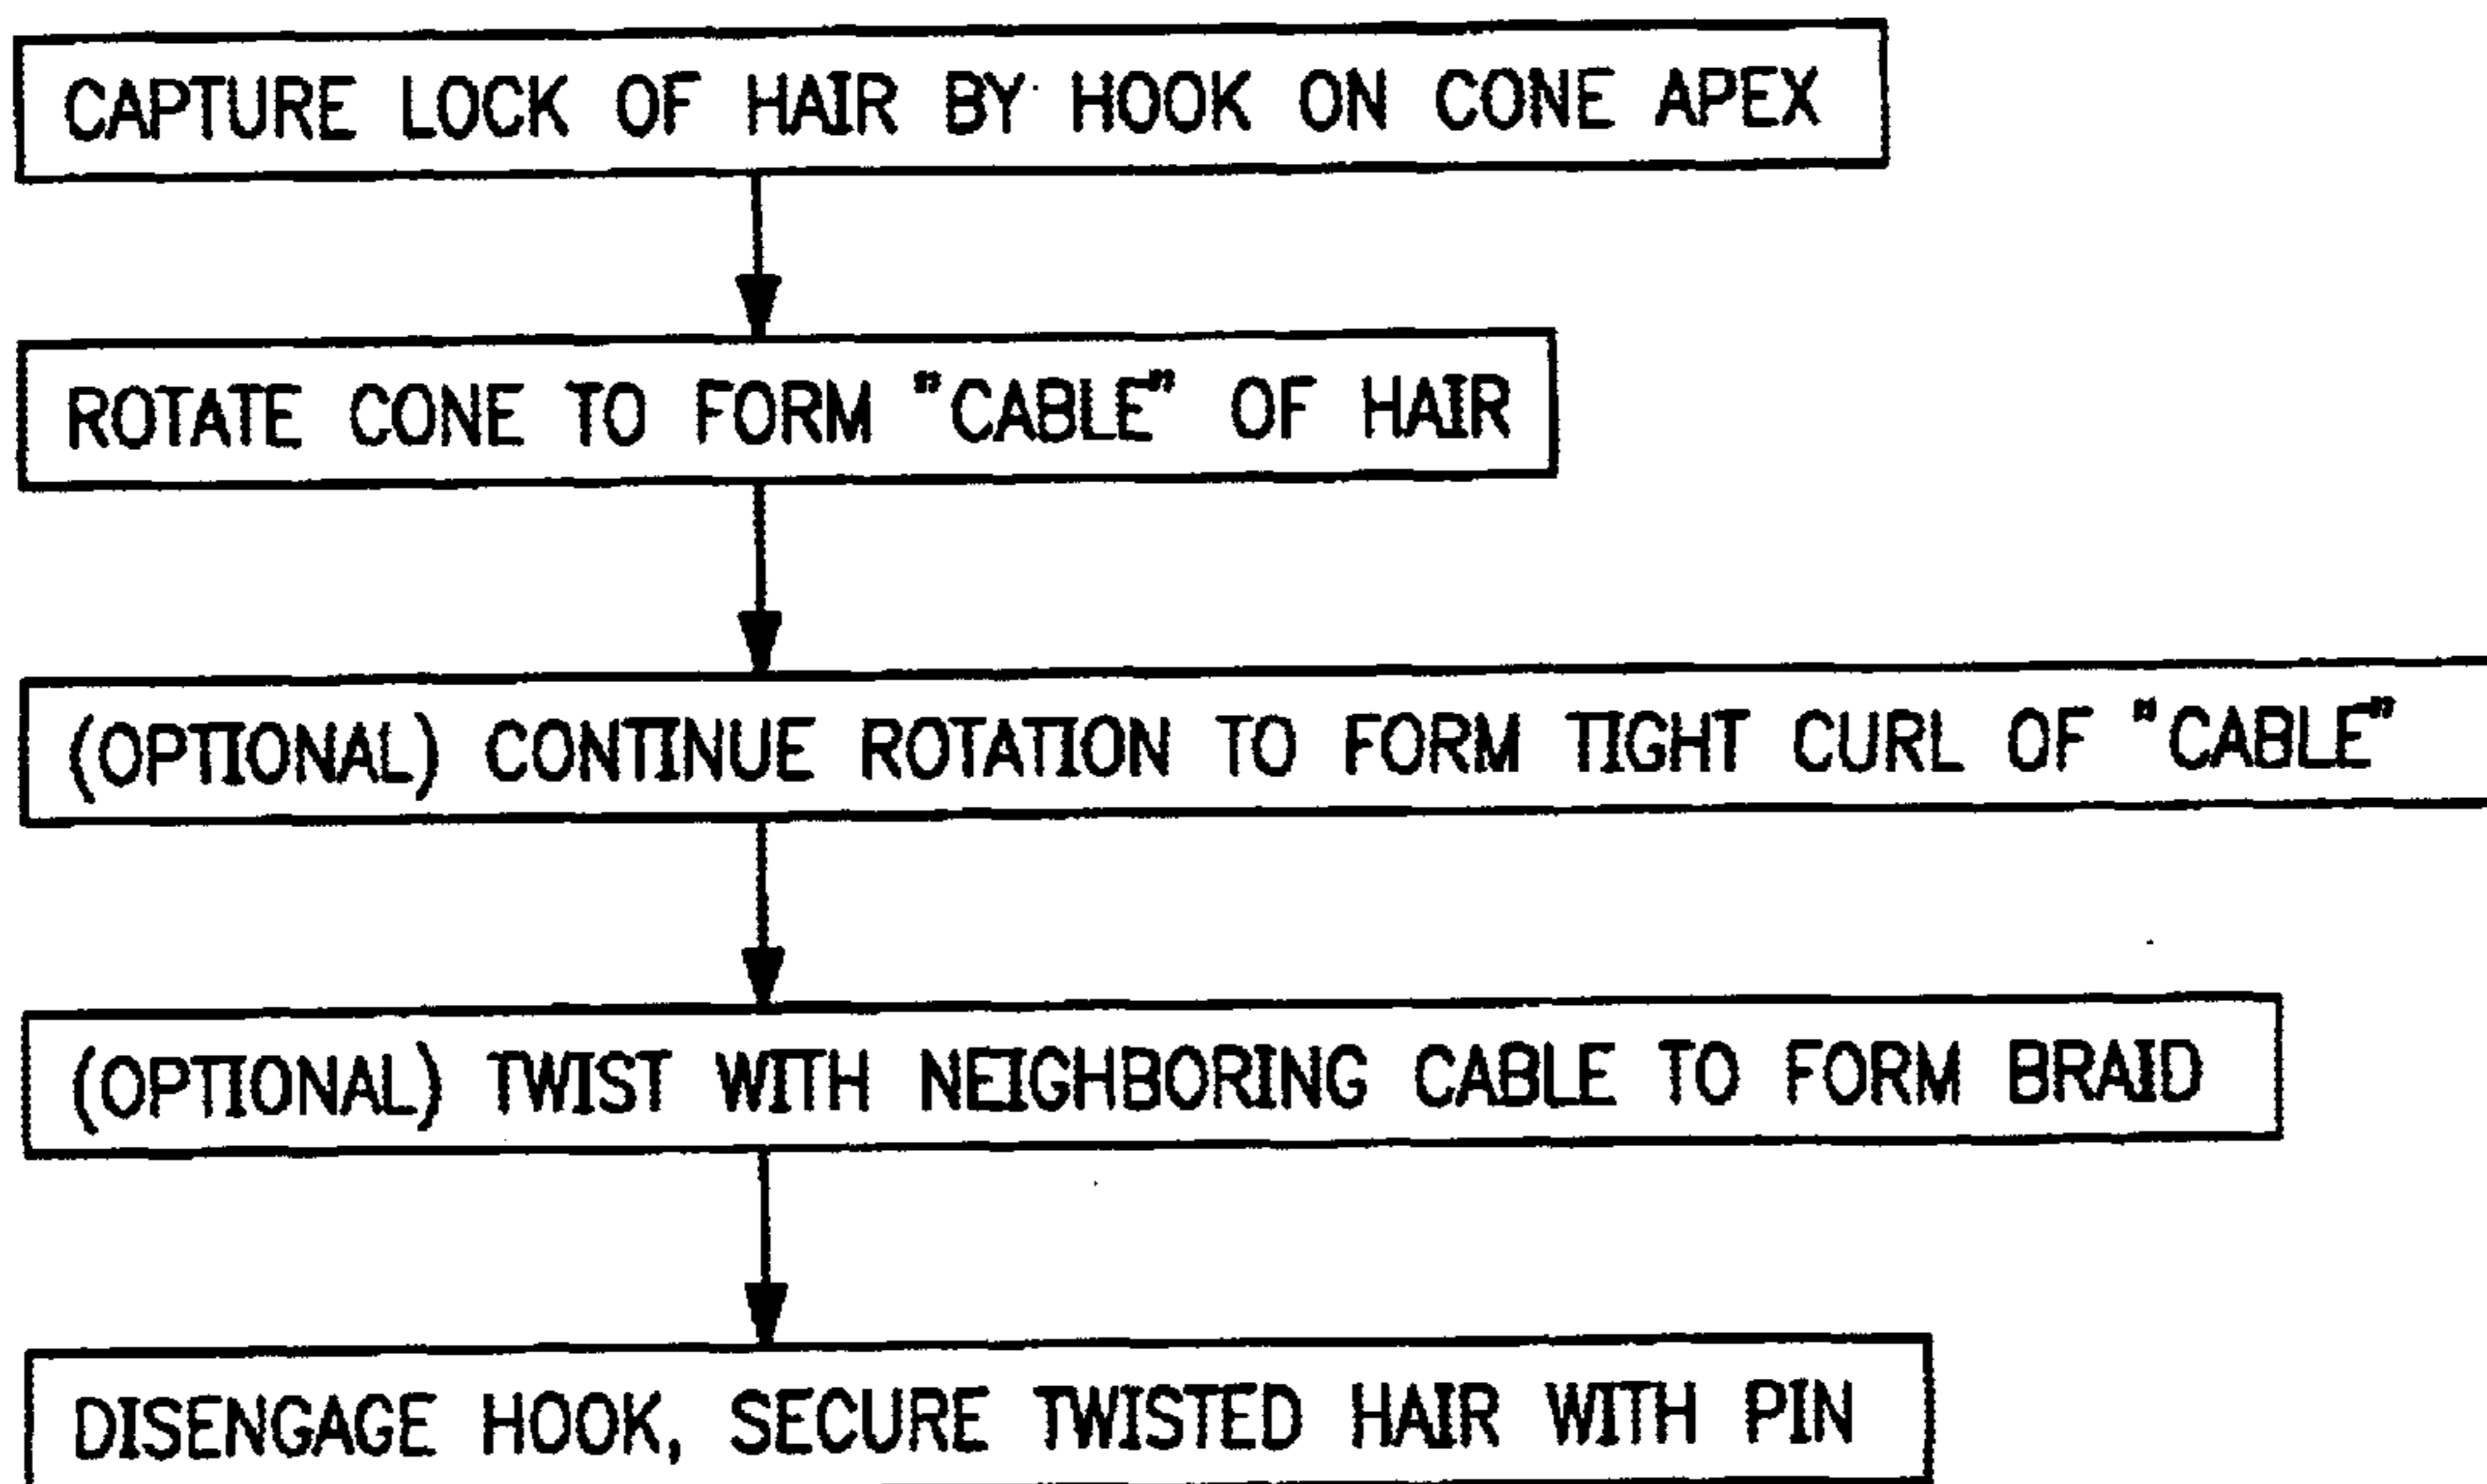 CAPTURE LOCK OF HAIR BY HOOK ON CONE APEX
ROTATE CONE TO FORM "CABLE" OF HAIR
(OPTIONAL) CONTINUE ROTATION TO FORM TIGHT CURL OF "CABLE"
(OPTIONAL) TWIST WITH NEIGHBORING CABLE TO FORM BRAID
DISENGAGE HOOK, SECURE TWISTED HAIR WITH PIN